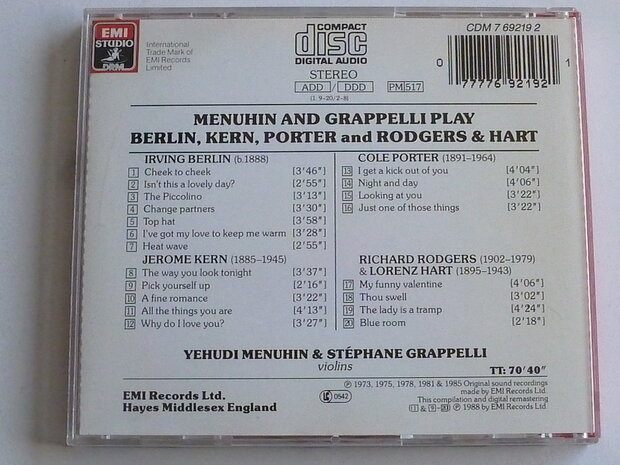 EMI
STUDIO
DRM
International
Trade Mark of
EMI Records
Limited
COMPACT
disc
DIGITAL AUDIO
STEREO
ADD / DDD
(1, 9–20/2–8)
PM 517
CDM 7 69219 2
0 77776 92192 1
MENUHIN AND GRAPPELLI PLAY
BERLIN, KERN, PORTER and RODGERS & HART
IRVING BERLIN (b.1888)
1 Cheek to cheek [3'46"]
2 Isn't this a lovely day? [2'55"]
3 The Piccolino [3'13"]
4 Change partners [3'30"]
5 Top hat [3'58"]
6 I've got my love to keep me warm [3'28"]
7 Heat wave [2'55"]
JEROME KERN (1885–1945)
8 The way you look tonight [3'37"]
9 Pick yourself up [2'16"]
10 A fine romance [3'22"]
11 All the things you are [4'13"]
12 Why do I love you? [3'27"]
COLE PORTER (1891–1964)
13 I get a kick out of you [4'04"]
14 Night and day [4'06"]
15 Looking at you [3'22"]
16 Just one of those things [3'22"]
RICHARD RODGERS (1902–1979)
& LORENZ HART (1895–1943)
17 My funny valentine [4'06"]
18 Thou swell [3'02"]
19 The lady is a tramp [4'24"]
20 Blue room [2'18"]
YEHUDI MENUHIN & STÉPHANE GRAPPELLI
violins
TT: 70'40"
EMI Records Ltd.
Hayes Middlesex England
LC 0542
℗ 1973, 1975, 1978, 1981 & 1985 Original sound recordings
made by EMI Records Ltd.
This compilation and digital remastering
(1 & 9–20) ℗ 1988 by EMI Records Ltd.